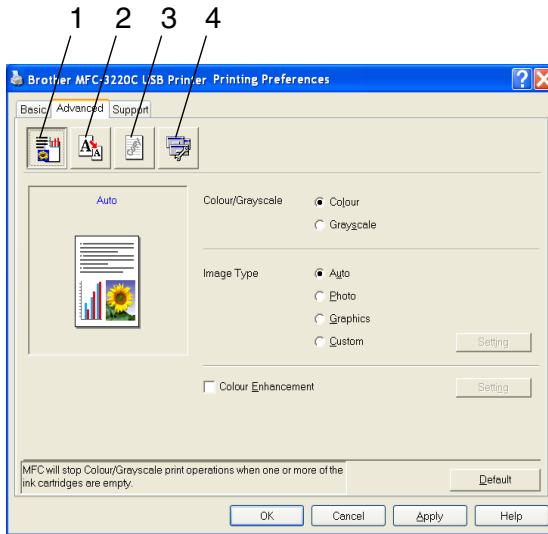 1 2 3 4
Brother MFC-3220C USB Printer Printing Preferences
Basic Advanced Support
Auto
Colour/Grayscale
Colour
Grayscale
Image Type
Auto
Photo
Graphics
Custom
Setting
Colour Enhancement
Setting
MFC will stop Colour/Grayscale print operations when one or more of the
ink cartridges are empty.
Default
OK Cancel Apply Help